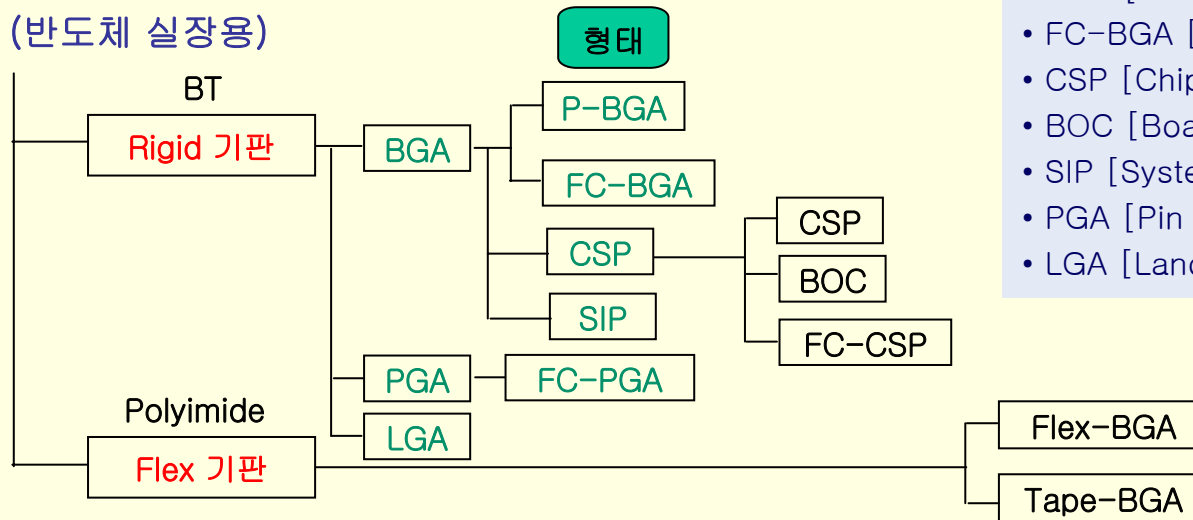 (반도체 실장용)
형태
BT
Rigid 기판
BGA
P-BGA
FC-BGA
CSP
SIP
CSP
BOC
FC-CSP
PGA
FC-PGA
LGA
Polyimide
Flex 기판
Flex-BGA
Tape-BGA
• FC-BGA [
• CSP [Chip
• BOC [Boa
• SIP [Syste
• PGA [Pin
• LGA [Land